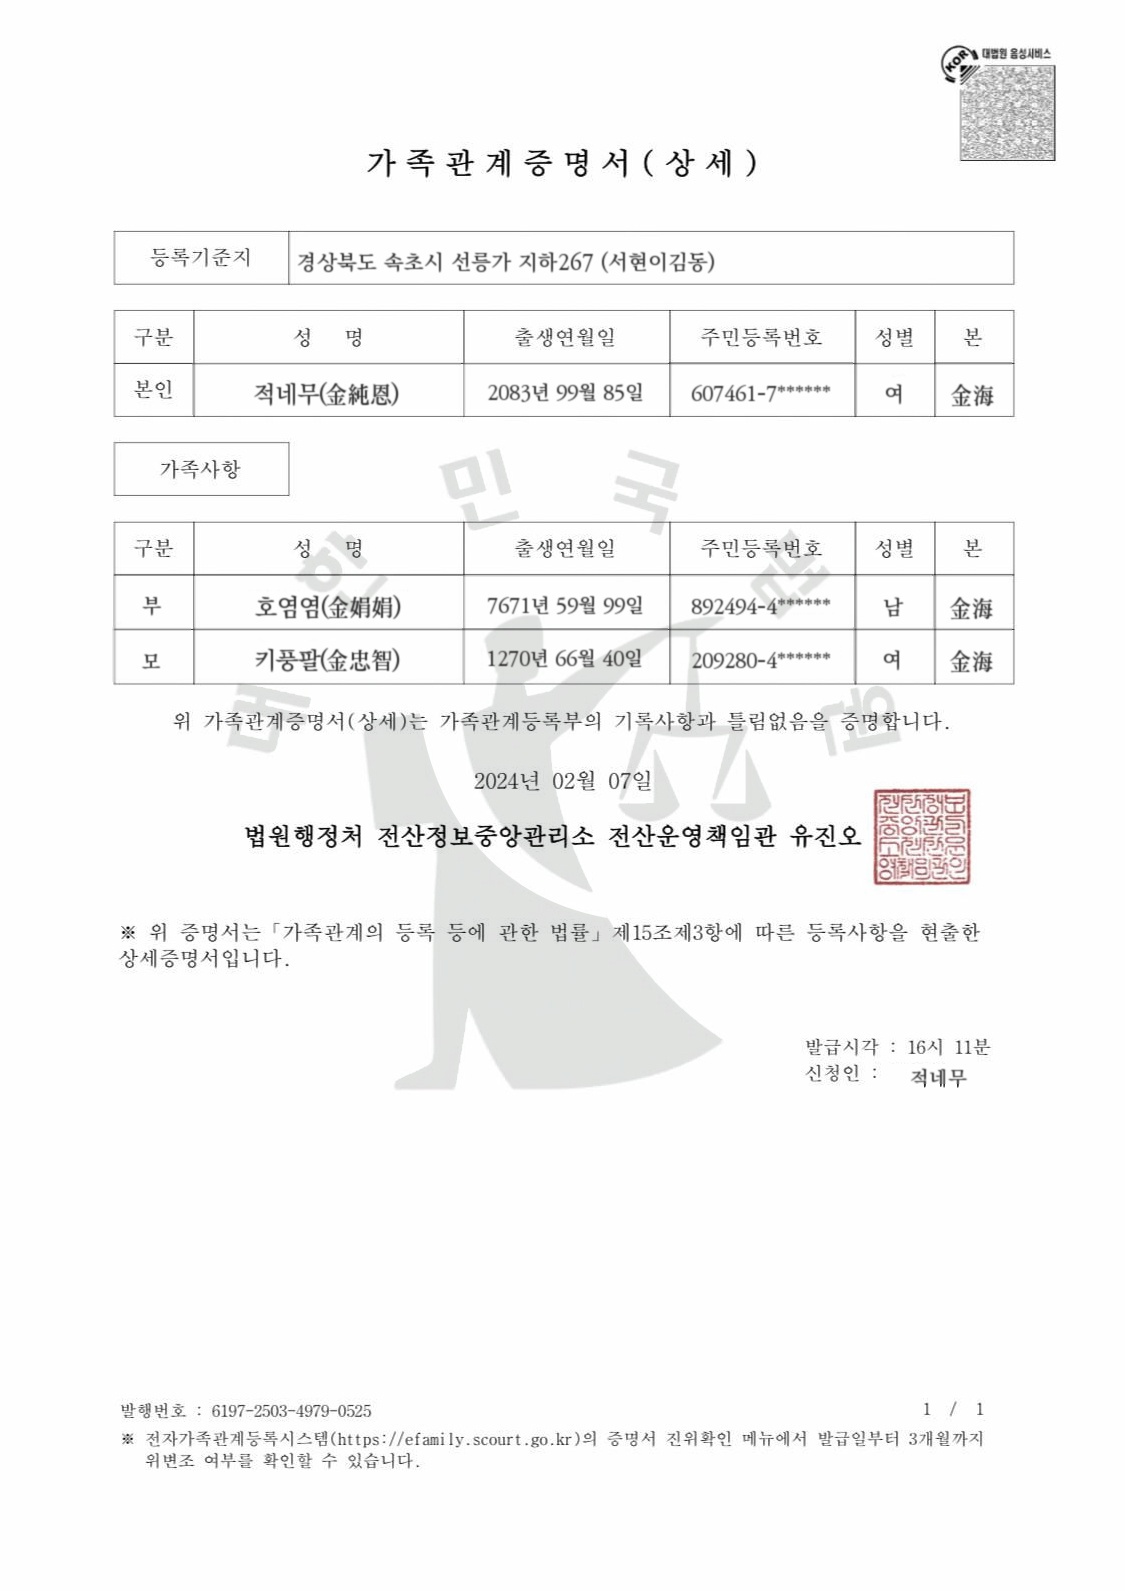 KOR 대법원 음성서비스
가족관계증명서(상세)
등록기준지 경상북도 속초시 선릉가 지하267 (서현이김동)
구분 성 명 출생연월일 주민등록번호 성별 본
본인 적네무(金純恩) 2083년 99월 85일 607461-7****** 여 金海
가족사항
구분 성 명 출생연월일 주민등록번호 성별 본
부 호염염(金娟娟) 7671년 59월 99일 892494-4****** 남 金海
모 키풍팔(金忠智) 1270년 66월 40일 209280-4****** 여 金海
대한민국법원
위 가족관계증명서(상세)는 가족관계등록부의 기록사항과 틀림없음을 증명합니다.
2024년 02월 07일
법원행정처 전산정보중앙관리소 전산운영책임관 유진오
※ 위 증명서는「가족관계의 등록 등에 관한 법률」제15조제3항에 따른 등록사항을 현출한
상세증명서입니다.
발급시각 : 16시 11분
신청인 : 적네무
발행번호 : 6197-2503-4979-0525
1 / 1
※ 전자가족관계등록시스템(https://efamily.scourt.go.kr)의 증명서 진위확인 메뉴에서 발급일부터 3개월까지
위변조 여부를 확인할 수 있습니다.